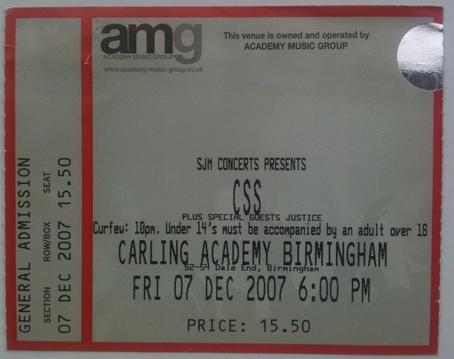 amg
ACADEMY MUSIC GROUP
www.academy-music-group.co.uk
This venue is owned and operated by
ACADEMY MUSIC GROUP
SJM CONCERTS PRESENTS
CSS
PLUS SPECIAL GUESTS JUSTICE
Curfew: 10pm. Under 14's must be accompanied by an adult over 18
CARLING ACADEMY BIRMINGHAM
52-54 Dale End, Birmingham
FRI 07 DEC 2007 6:00 PM
PRICE: 15.50
GENERAL ADMISSION
SECTION ROW/BOX SEAT
07 DEC 2007 15.50